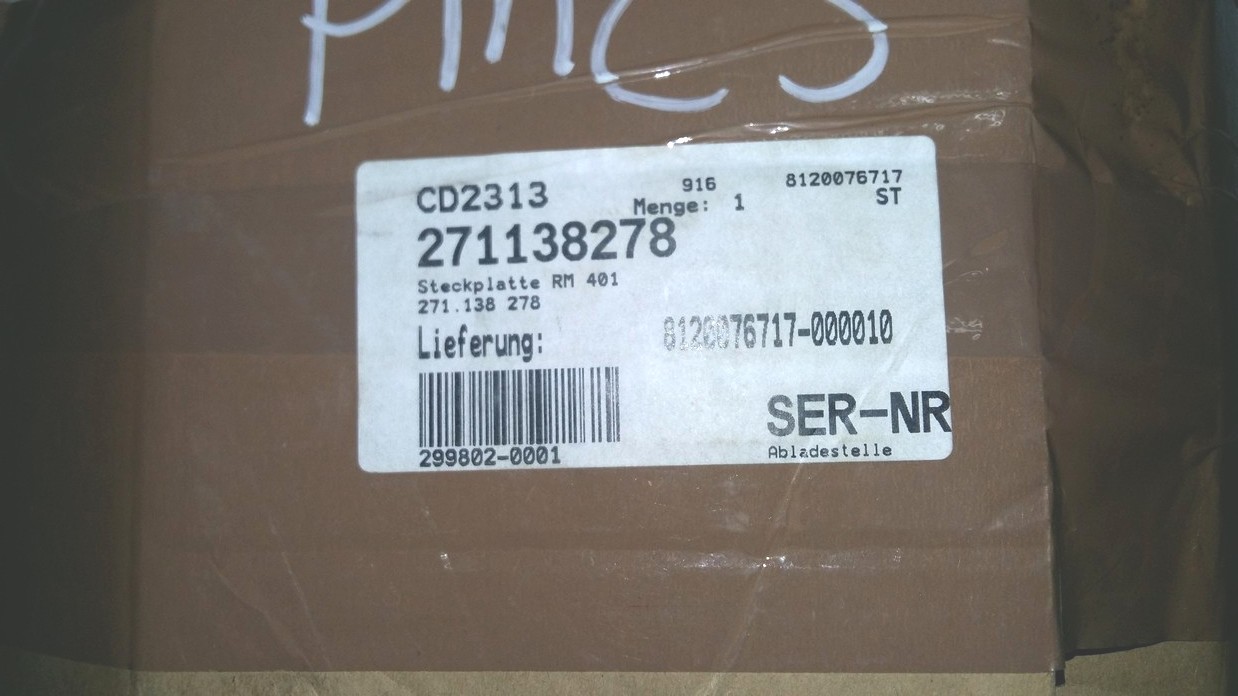 CD2313 916 8120076717
Menge: 1 ST
271138278
Steckplatte RM 401
271.138 278
Lieferung: 8120076717-000010
SER-NR
299802-0001 Abladestelle